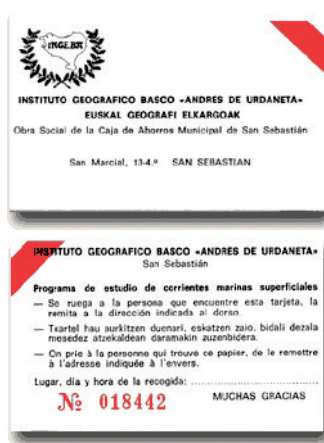 INGEBA
INSTITUTO GEOGRAFICO BASCO «ANDRES DE URDANETA»
EUSKAL GEOGRAFI ELKARGOAK
Obra Social de la Caja de Ahorros Municipal de San Sebastián
San Marcial, 13-4.º SAN SEBASTIAN
INSTITUTO GEOGRAFICO BASCO «ANDRES DE URDANETA»
San Sebastián
Programa de estudio de corrientes marinas superficiales
— Se ruega a la persona que encuentre esta tarjeta, la
remita a la dirección indicada al dorso.
— Txartel hau aurkitzen duenari, eskatzen zaio, bidali dezala
mesedez atzekaldean daramakin zuzenbidera.
— On prie à la personne qui trouve ce papier, de le remettre
à l'adresse indiquée à l'envers.
Lugar, día y hora de la recogida: ................................
Nº 018442 MUCHAS GRACIAS